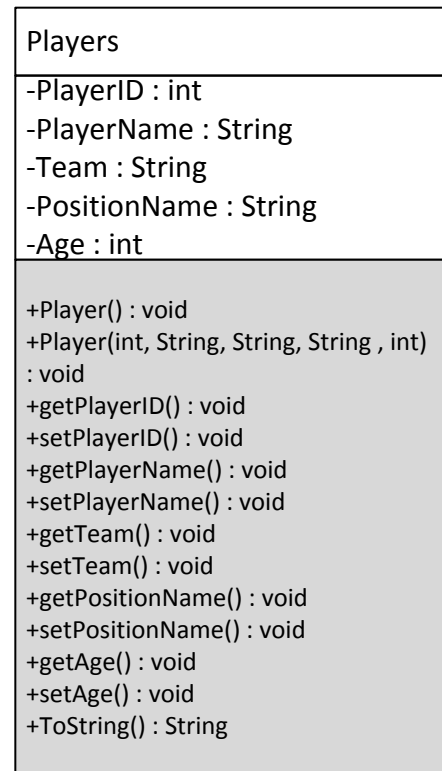 Players
-PlayerID : int
-PlayerName : String
-Team : String
-PositionName : String
-Age : int
+Player() : void
+Player(int, String, String, String , int)
: void
+getPlayerID() : void
+setPlayerID() : void
+getPlayerName() : void
+setPlayerName() : void
+getTeam() : void
+setTeam() : void
+getPositionName() : void
+setPositionName() : void
+getAge() : void
+setAge() : void
+ToString() : String